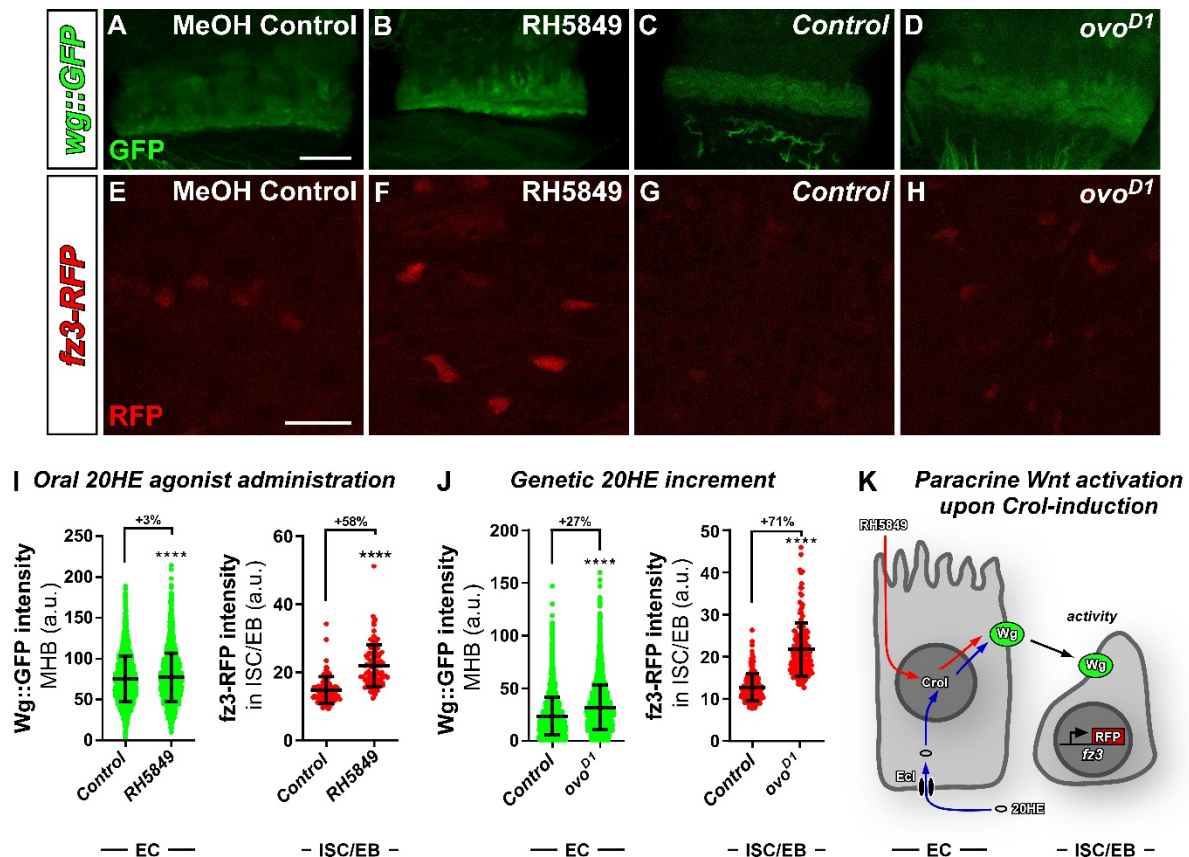 A MeOH Control
B RH5849
C Control
D ovoD1
wg::GFP
GFP
E MeOH Control
F RH5849
G Control
H ovoD1
fz3-RFP
RFP
I Oral 20HE agonist administration
J Genetic 20HE increment
K Paracrine Wnt activation
upon Crol-induction
Wg::GFP intensity
MHB (a.u.)
+3%
****
250
200
150
100
50
0
Control
RH5849
EC
fz3-RFP intensity
in ISC/EB (a.u.)
+58%
****
60
40
20
0
Control
RH5849
– ISC/EB –
Wg::GFP intensity
MHB (a.u.)
+27%
****
200
150
100
50
0
Control
ovoD1
EC
fz3-RFP intensity
in ISC/EB (a.u.)
+71%
****
50
40
30
20
10
0
Control
ovoD1
– ISC/EB –
RH5849
activity
Wg
Wg
Crol
RFP
fz3
EcI
20HE
EC
– ISC/EB –